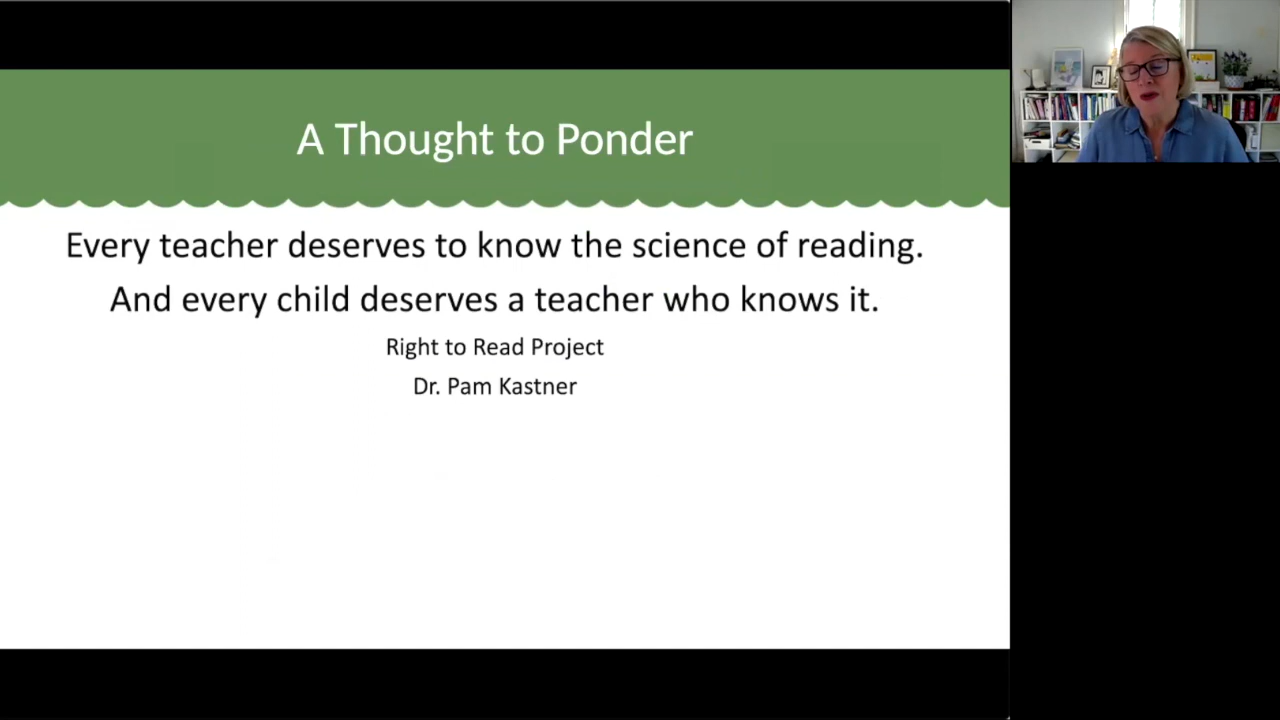 A Thought to Ponder
Every teacher deserves to know the science of reading.
And every child deserves a teacher who knows it.
Right to Read Project
Dr. Pam Kastner